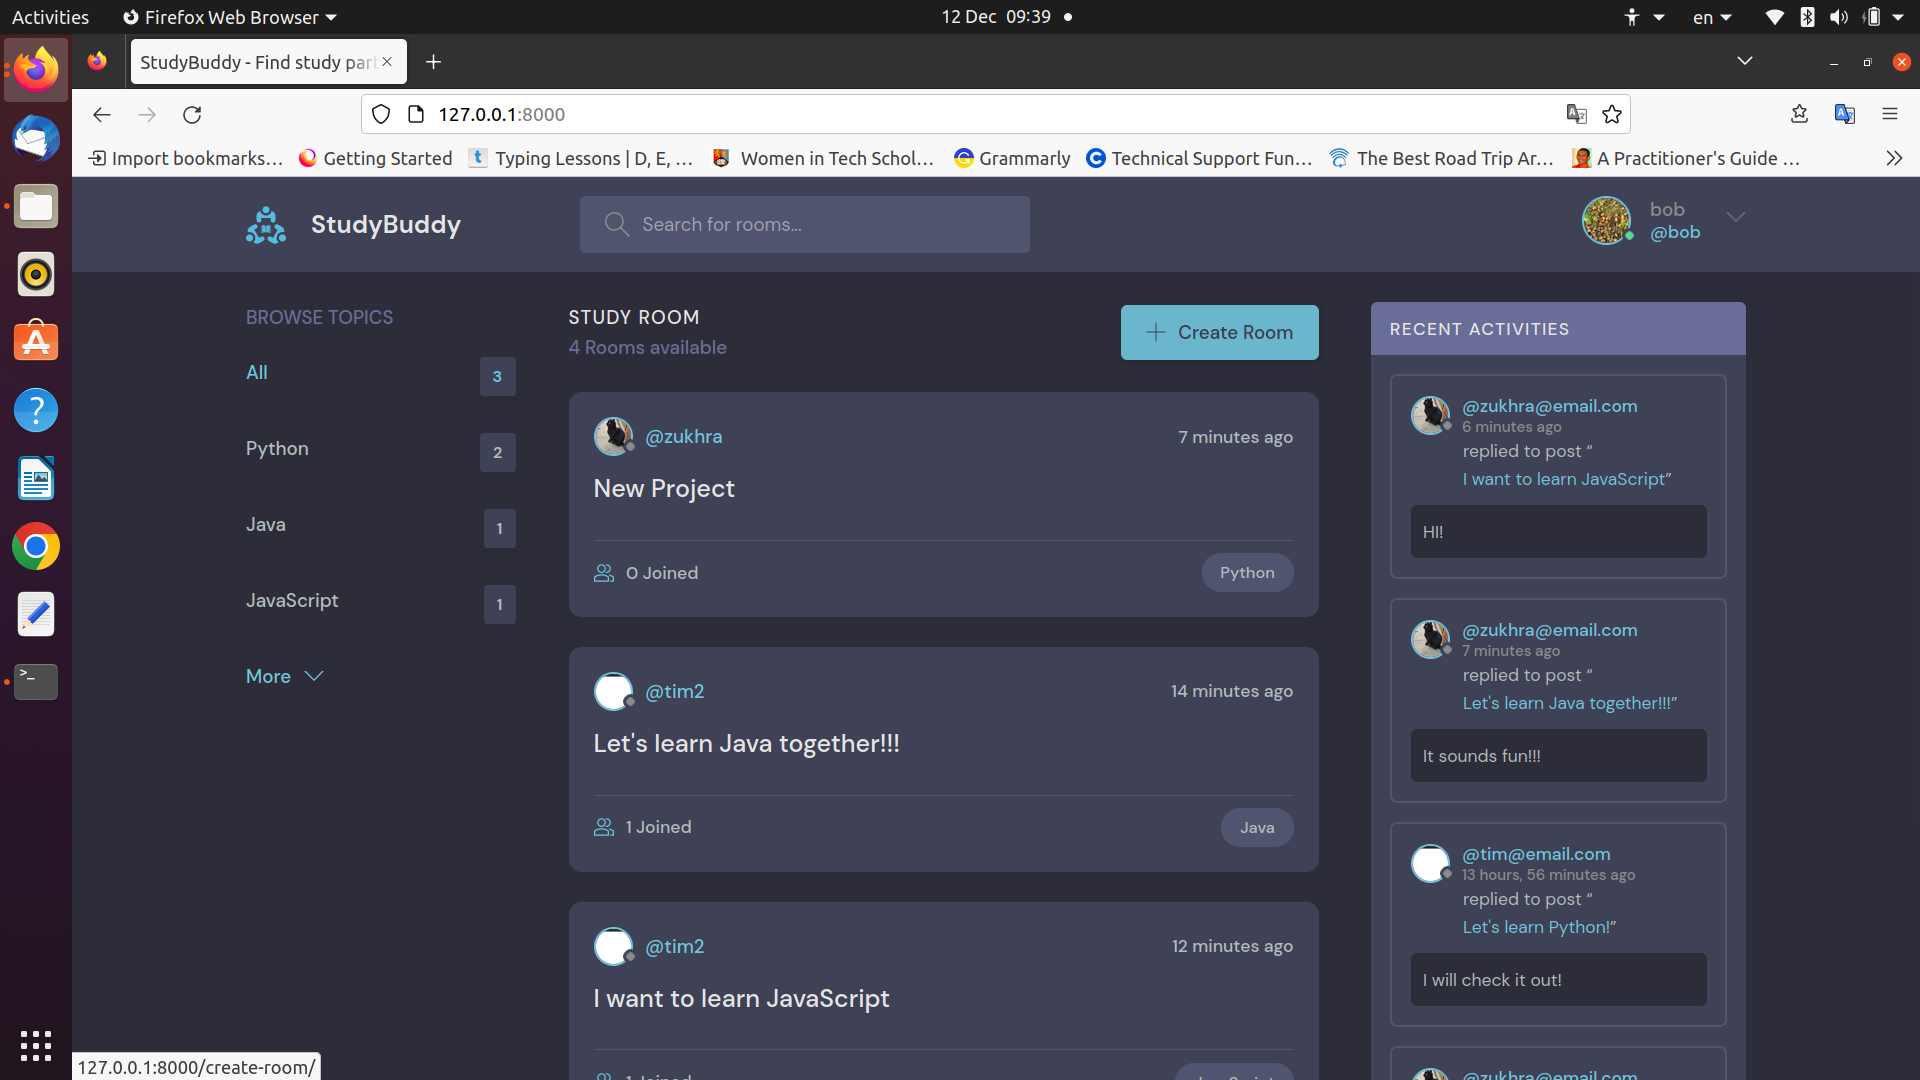 Activities
Firefox Web Browser
12 Dec 09:39
en
StudyBuddy - Find study par
127.0.0.1:8000
Import bookmarks...
Getting Started
Typing Lessons | D, E, ...
Women in Tech Schol...
Grammarly
Technical Support Fun...
The Best Road Trip Ar...
A Practitioner's Guide ...
StudyBuddy
Search for rooms...
bob
@bob
BROWSE TOPICS
All 3
Python 2
Java 1
JavaScript 1
More
STUDY ROOM
4 Rooms available
Create Room
@zukhra
7 minutes ago
New Project
0 Joined
Python
@tim2
14 minutes ago
Let's learn Java together!!!
1 Joined
Java
@tim2
12 minutes ago
I want to learn JavaScript
1 Joined
JavaScript
RECENT ACTIVITIES
@zukhra@email.com
6 minutes ago
replied to post “
I want to learn JavaScript”
HI!
@zukhra@email.com
7 minutes ago
replied to post “
Let's learn Java together!!!”
It sounds fun!!!
@tim@email.com
13 hours, 56 minutes ago
replied to post “
Let's learn Python!”
I will check it out!
@zukhra@email.com
127.0.0.1:8000/create-room/